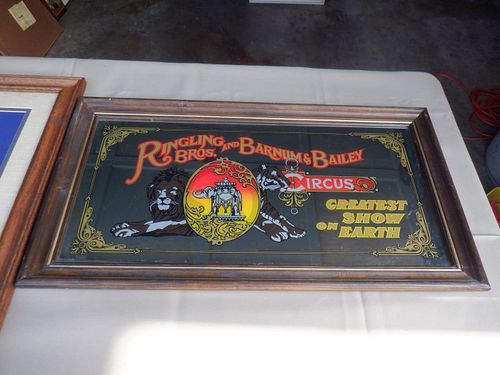 RINGLING
BROS. AND BARNUM & BAILEY
CIRCUS
GREATEST
SHOW
ON EARTH